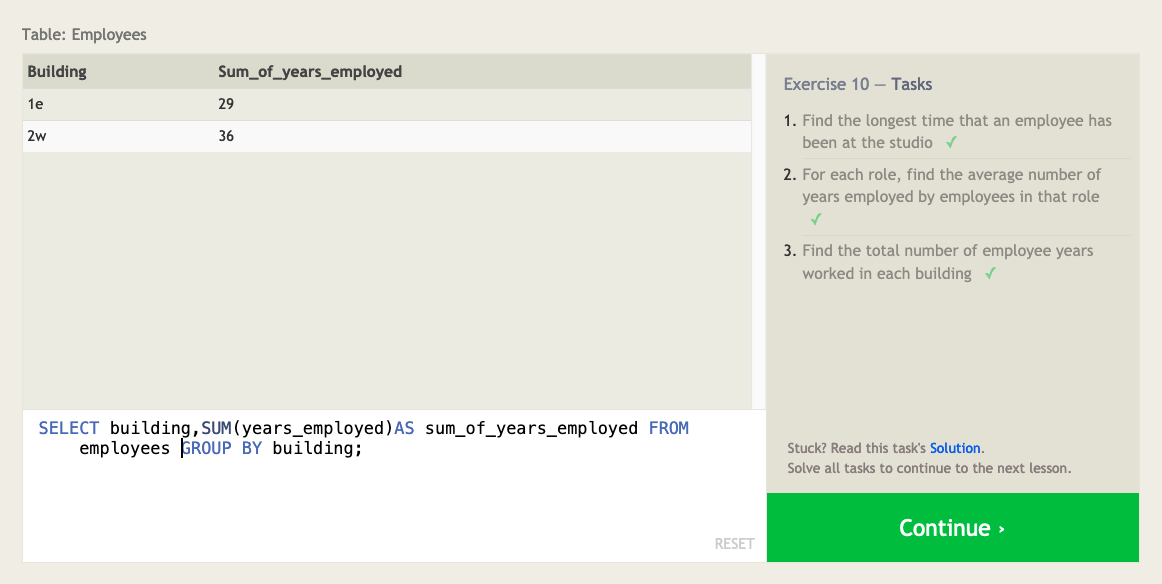 Table: Employees
Building Sum_of_years_employed
1e 29
2w 36
SELECT building,SUM(years_employed)AS sum_of_years_employed FROM
employees GROUP BY building;
RESET
Exercise 10 — Tasks
1. Find the longest time that an employee has
been at the studio ✓
2. For each role, find the average number of
years employed by employees in that role
✓
3. Find the total number of employee years
worked in each building ✓
Stuck? Read this task's Solution.
Solve all tasks to continue to the next lesson.
Continue ›